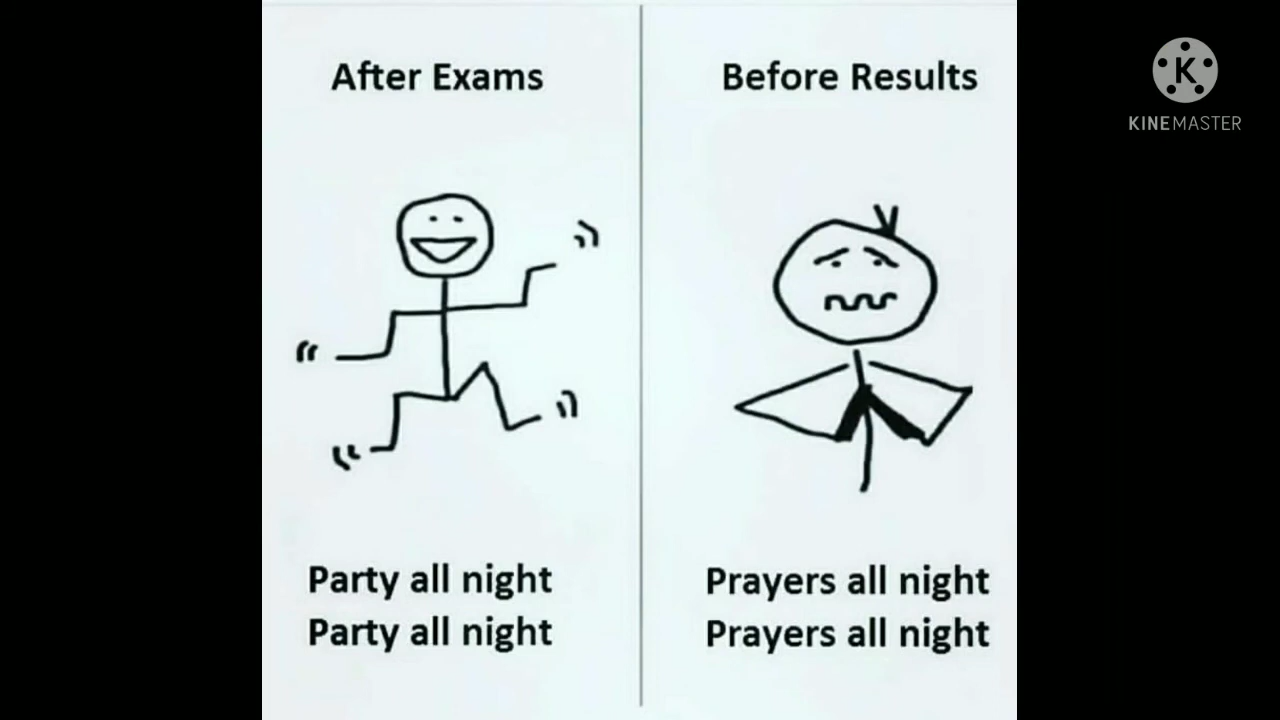 After Exams
Party all night
Party all night
Before Results
Prayers all night
Prayers all night
K
KINEMASTER